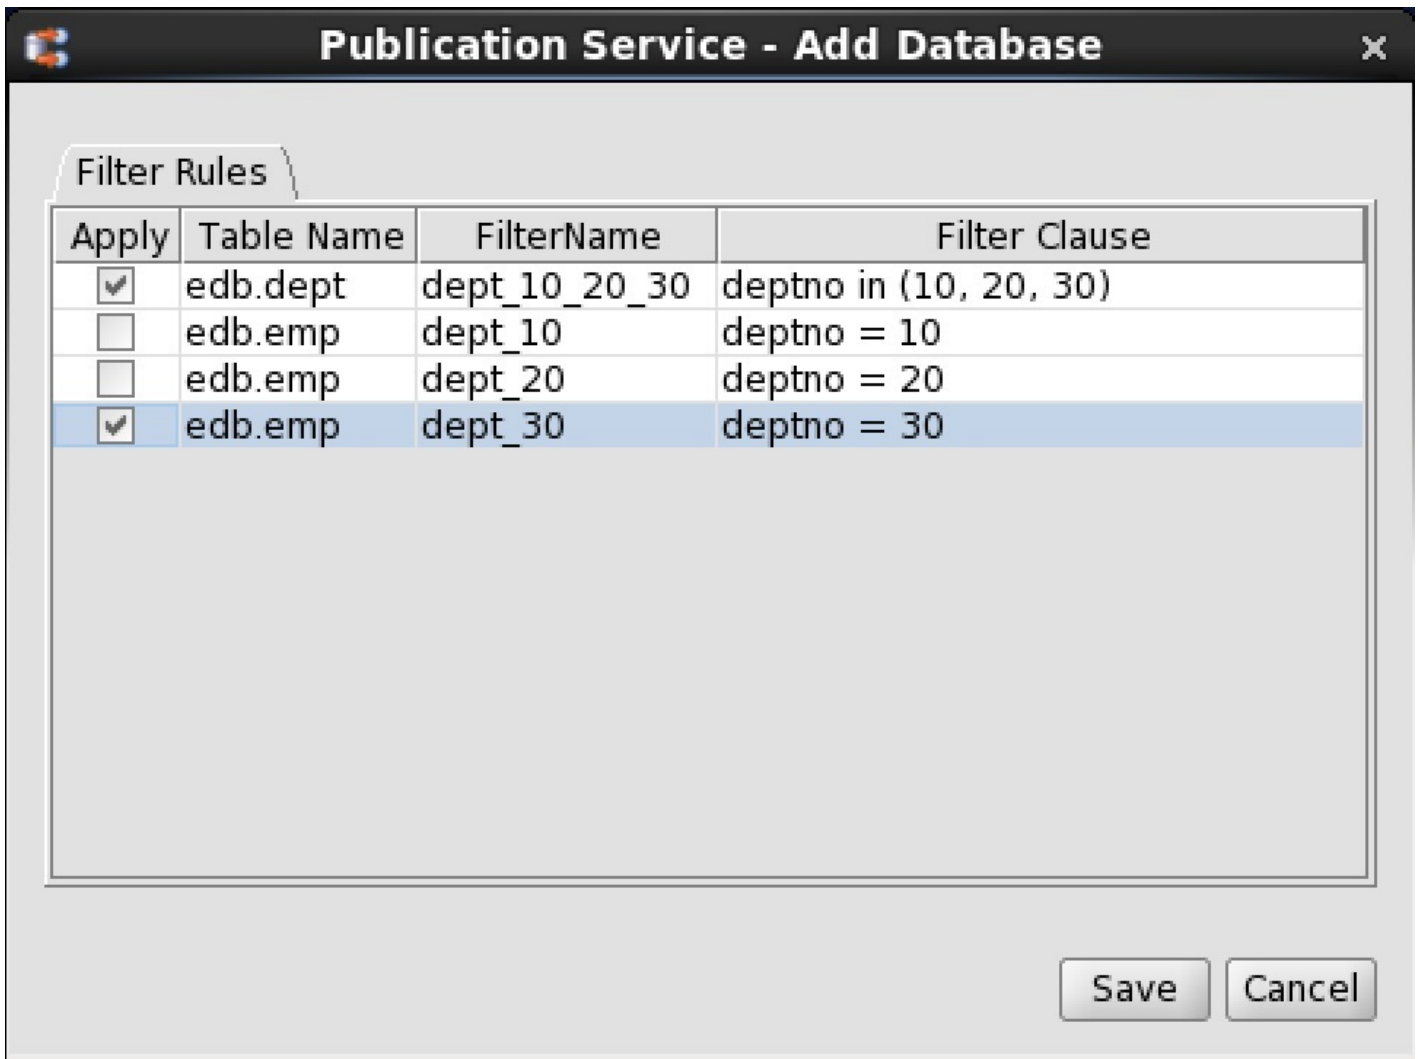 Publication Service - Add Database
Filter Rules
Apply Table Name FilterName Filter Clause
edb.dept dept_10_20_30 deptno in (10, 20, 30)
edb.emp dept_10 deptno = 10
edb.emp dept_20 deptno = 20
edb.emp dept_30 deptno = 30
Save Cancel